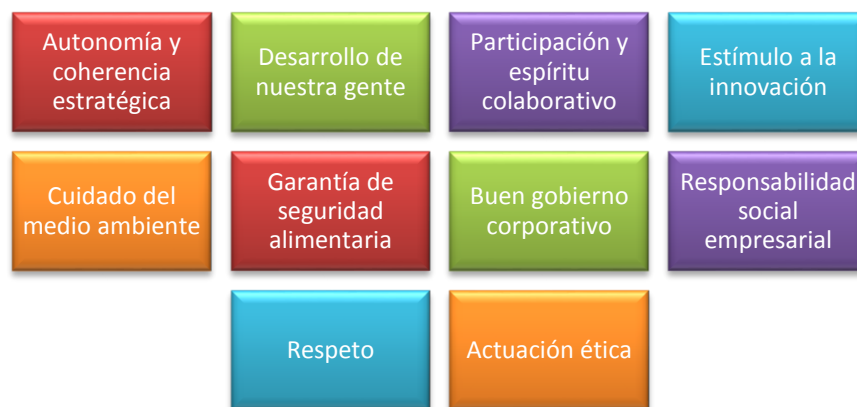 Autonomía y
coherencia
estratégica
Desarrollo de
nuestra gente
Participación y
espíritu
colaborativo
Estímulo a la
innovación
Cuidado del
medio ambiente
Garantía de
seguridad
alimentaria
Buen gobierno
corporativo
Responsabilidad
social
empresarial
Respeto
Actuación ética